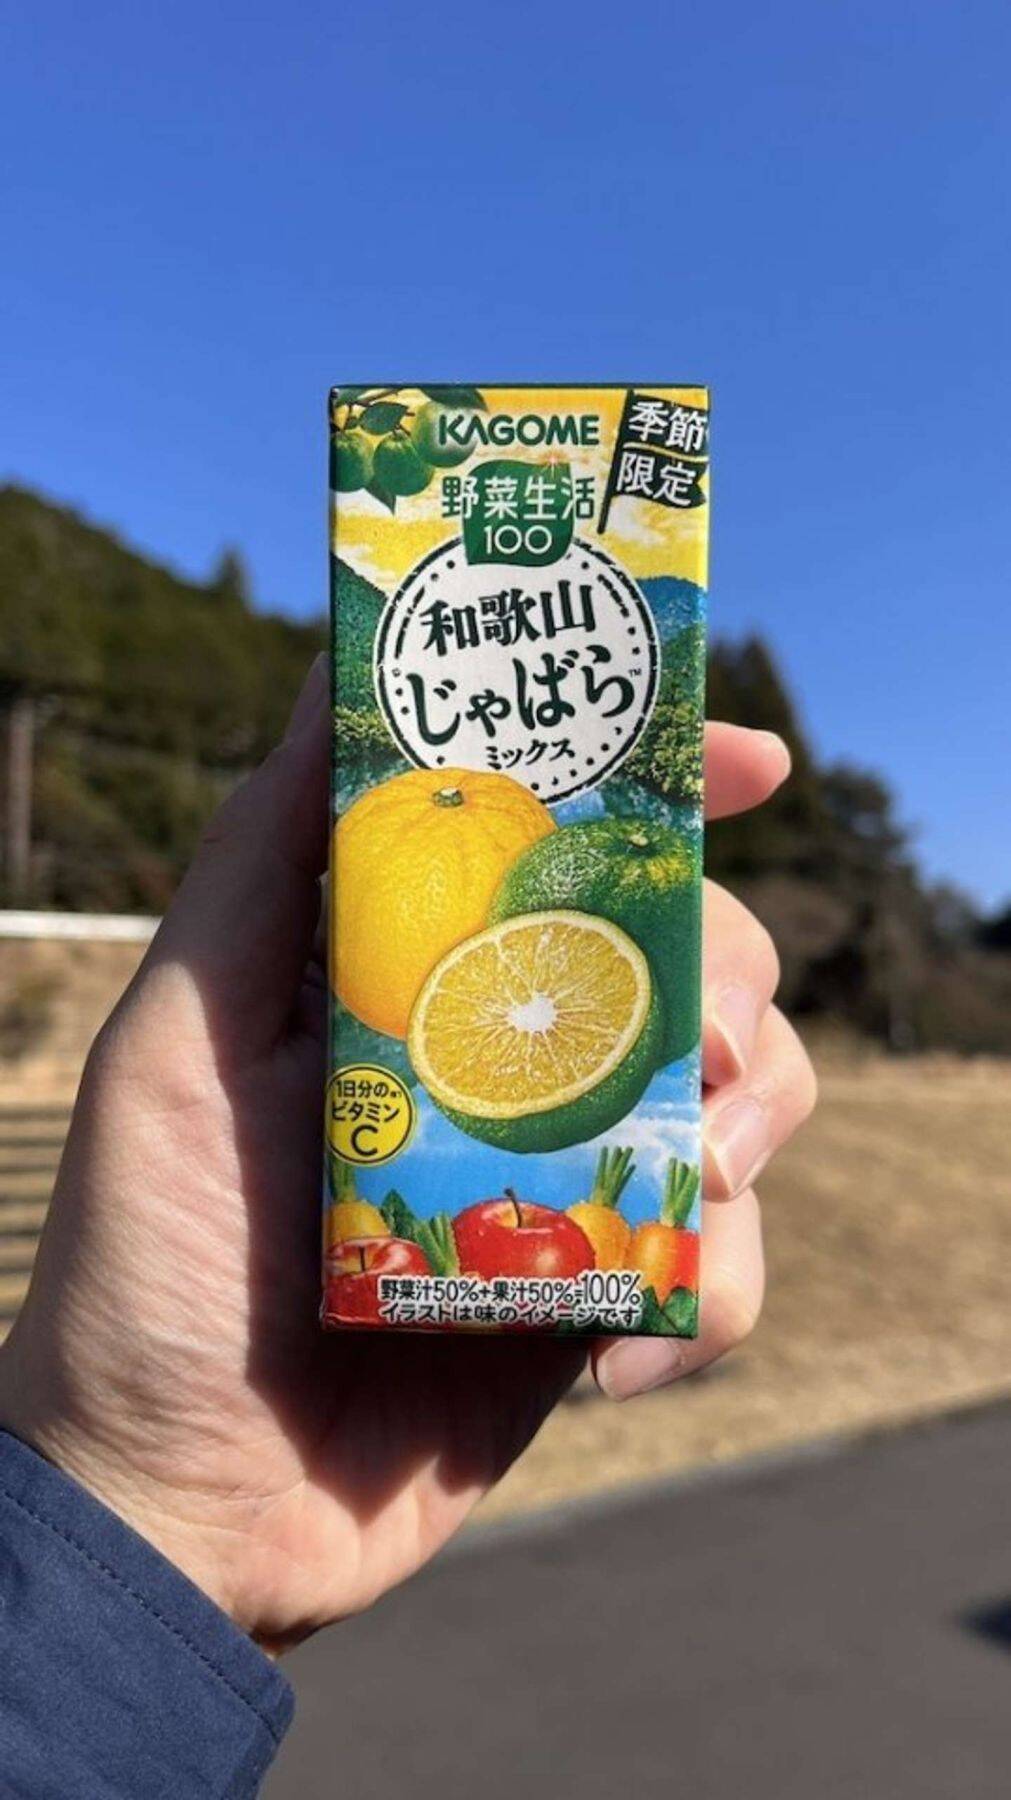 KAGOME
季節
限定
野菜生活
100
和歌山
じゃばら
TM
ミックス
1日分の
ビタミン
C
野菜汁50%+果汁50%=100%
イラストは味のイメージです